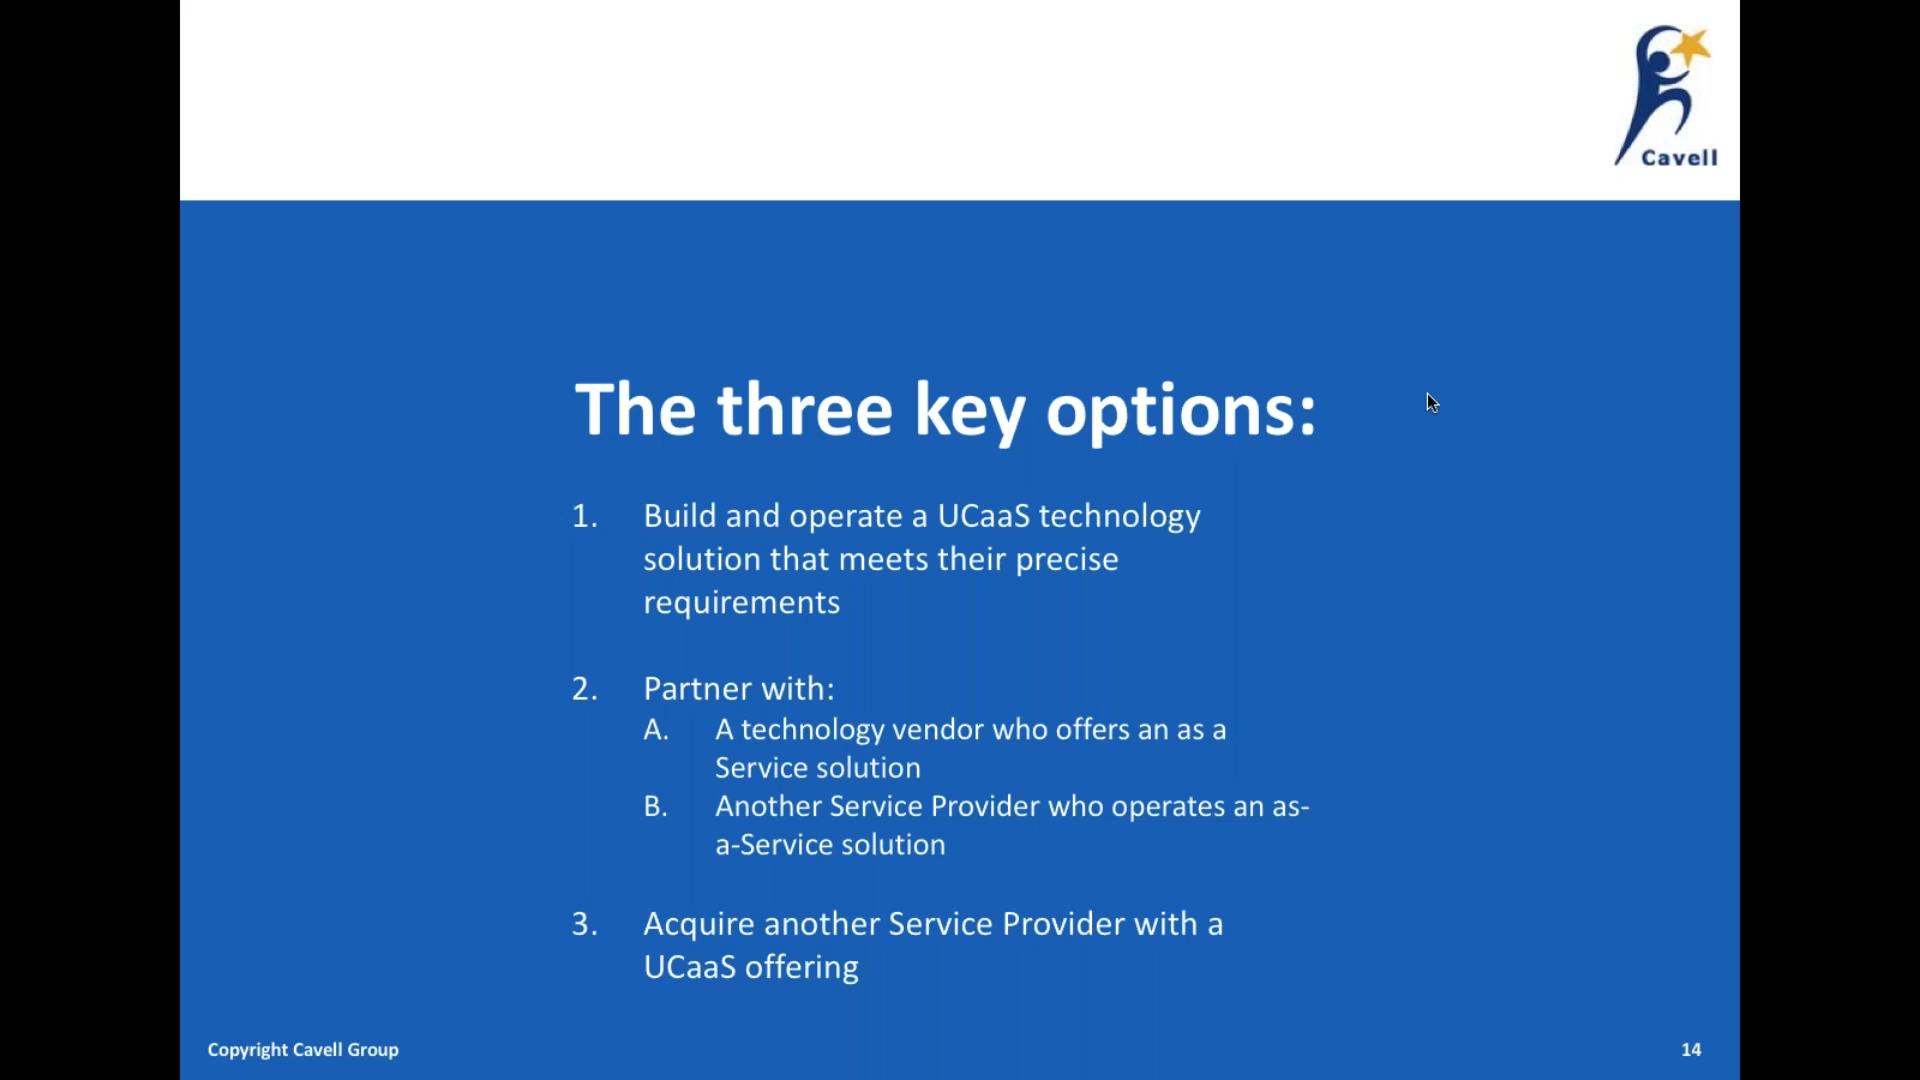 Cavell
The three key options:
1. Build and operate a UCaaS technology
solution that meets their precise
requirements
2. Partner with:
A. A technology vendor who offers an as a
Service solution
B. Another Service Provider who operates an as-
a-Service solution
3. Acquire another Service Provider with a
UCaaS offering
Copyright Cavell Group
14